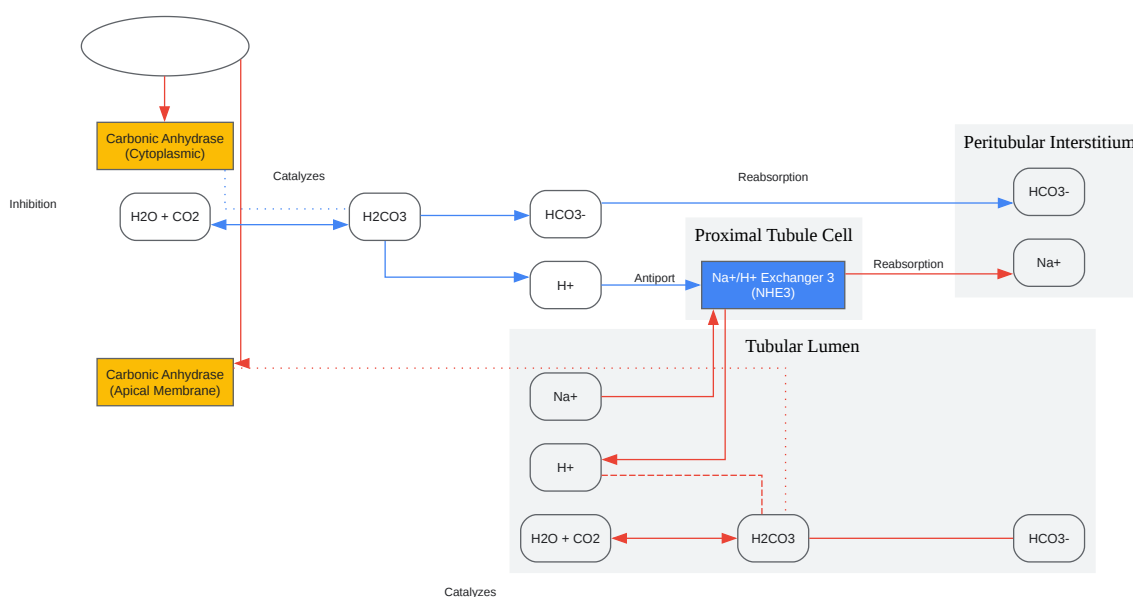 Carbonic Anhydrase
(Cytoplasmic)
Peritubular Interstitium
Catalyzes
Reabsorption
Inhibition
H2O + CO2
H2CO3
HCO3-
HCO3-
Proximal Tubule Cell
H+
Antiport
Na+/H+ Exchanger 3
(NHE3)
Reabsorption
Na+
Tubular Lumen
Carbonic Anhydrase
(Apical Membrane)
Na+
H+
H2O + CO2
H2CO3
HCO3-
Catalyzes